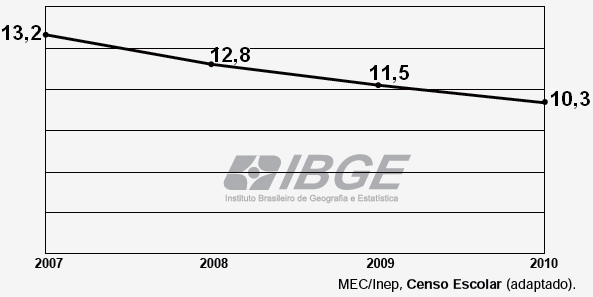 13,2
12,8
11,5
10,3
IBGE
Instituto Brasileiro de Geografia e Estatística
2007 2008 2009 2010
MEC/Inep, Censo Escolar (adaptado).